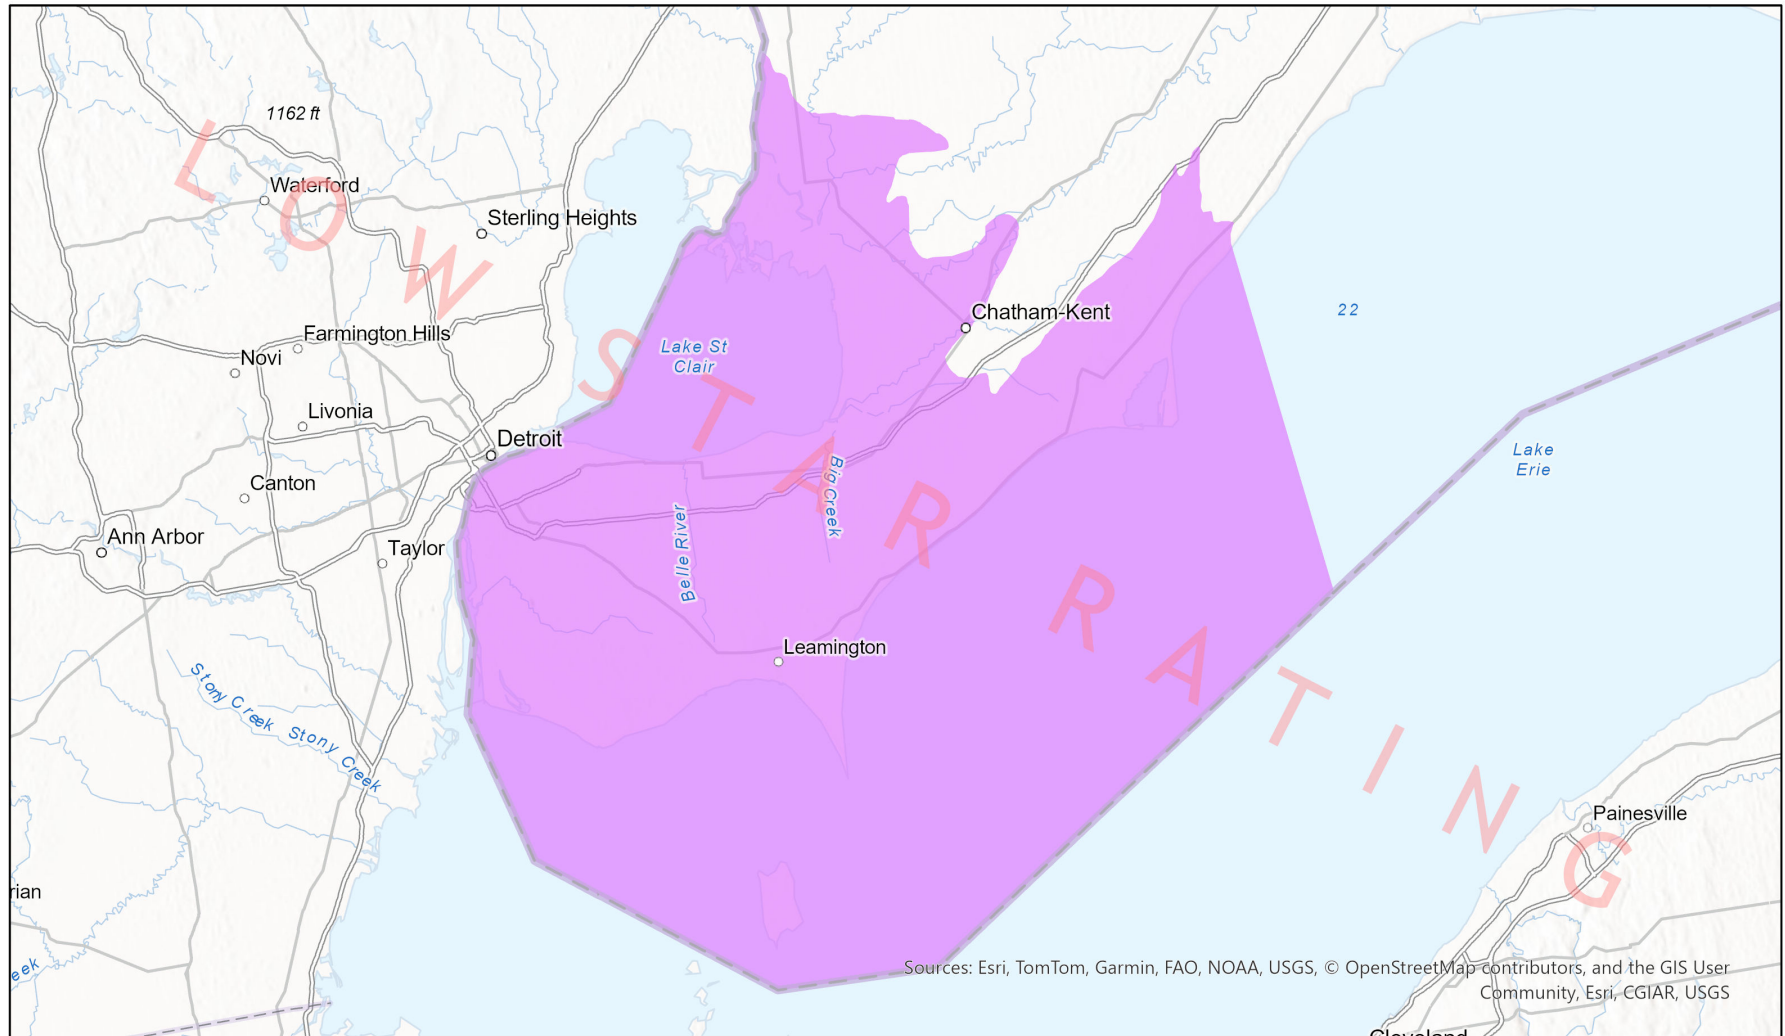 1162 ft
Waterford
Sterling Heights
LOW STAR RATING
22
Chatham-Kent
Farmington Hills
Lake St
Clair
Novi
Livonia
Detroit
Lake
Erie
Canton
Big Creek
Ann Arbor
Taylor
Belle River
Leamington
Stony Creek
Stony Creek
Painesville
rian
eek
Sources: Esri, TomTom, Garmin, FAO, NOAA, USGS, © OpenStreetMap contributors, and the GIS User
Community, Esri, CGIAR, USGS
Cleveland